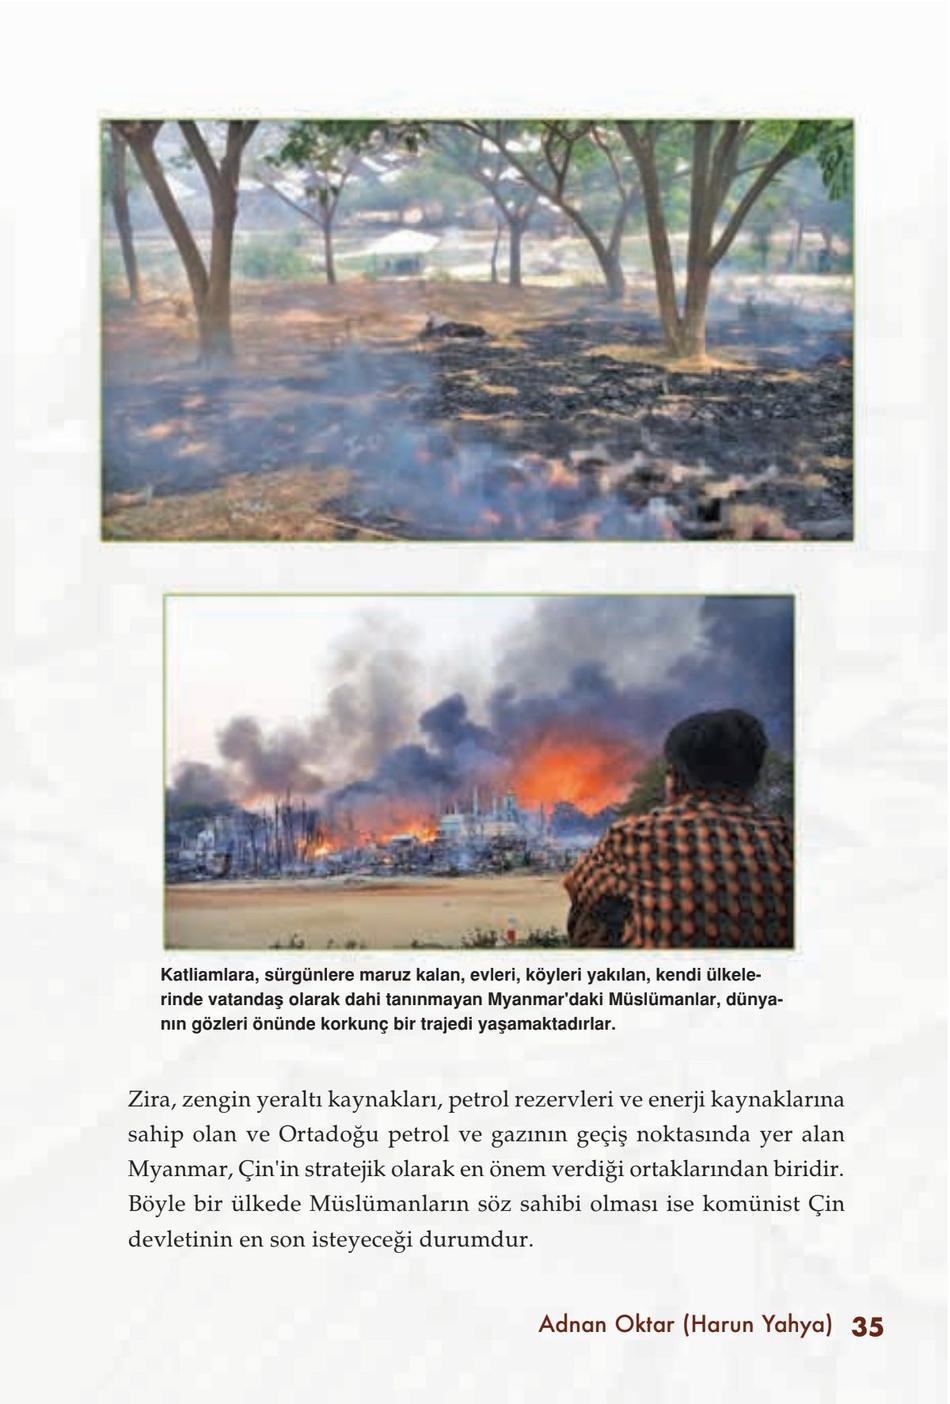 Katliamlara, sürgünlere maruz kalan, evleri, köyleri yakılan, kendi ülkele-
rinde vatandaş olarak dahi tanınmayan Myanmar'daki Müslümanlar, dünya-
nın gözleri önünde korkunç bir trajedi yaşamaktadırlar.
Zira, zengin yeraltı kaynakları, petrol rezervleri ve enerji kaynaklarına
sahip olan ve Ortadoğu petrol ve gazının geçiş noktasında yer alan
Myanmar, Çin'in stratejik olarak en önem verdiği ortaklarından biridir.
Böyle bir ülkede Müslümanların söz sahibi olması ise komünist Çin
devletinin en son isteyeceği durumdur.
Adnan Oktar (Harun Yahya) 35